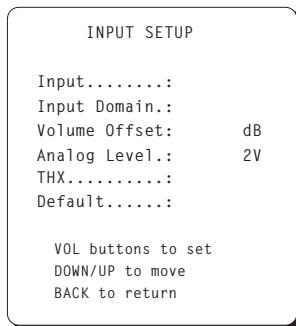 INPUT SETUP
Input........:
Input Domain.:
Volume Offset: dB
Analog Level.: 2V
THX..........:
Default......:
VOL buttons to set
DOWN/UP to move
BACK to return